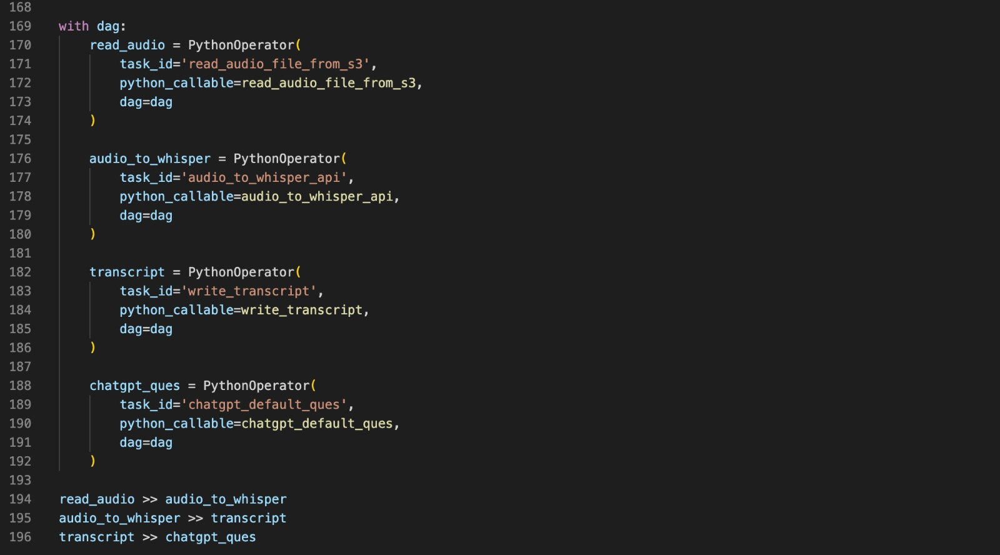 168
169 with dag:
170     read_audio = PythonOperator(
171         task_id='read_audio_file_from_s3',
172         python_callable=read_audio_file_from_s3,
173         dag=dag
174     )
175
176     audio_to_whisper = PythonOperator(
177         task_id='audio_to_whisper_api',
178         python_callable=audio_to_whisper_api,
179         dag=dag
180     )
181
182     transcript = PythonOperator(
183         task_id='write_transcript',
184         python_callable=write_transcript,
185         dag=dag
186     )
187
188     chatgpt_ques = PythonOperator(
189         task_id='chatgpt_default_ques',
190         python_callable=chatgpt_default_ques,
191         dag=dag
192     )
193
194 read_audio >> audio_to_whisper
195 audio_to_whisper >> transcript
196 transcript >> chatgpt_ques